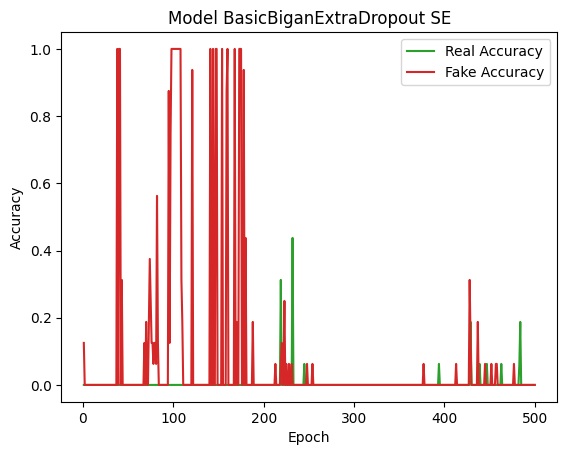 Model BasicBiganExtraDropout SE
Real Accuracy
Fake Accuracy
Accuracy
1.0
0.8
0.6
0.4
0.2
0.0
0 100 200 300 400 500
Epoch